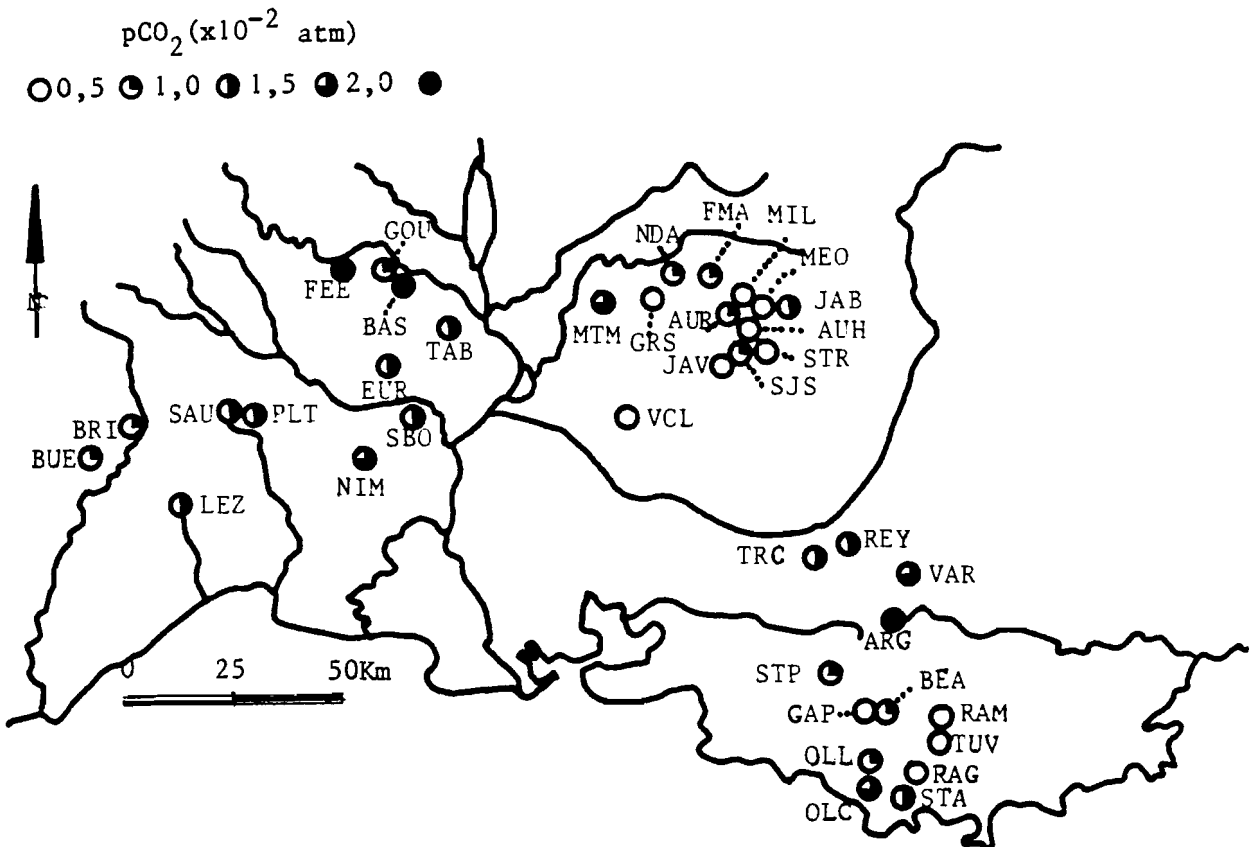 pCO2(x10-2 atm)
0,5 1,0 1,5 2,0
N
GOU
FEE
BAS
TAB
EUR
SBO
SAU
PLT
BRI
BUE
NIM
LEZ
NDA
FMA
MIL
MEO
JAB
MTM
GRS
AUB
AUH
JAV
STR
SJS
VCL
TRC
REY
VAR
ARG
0 25 50Km
STP
BEA
GAP
RAM
TUV
OLL
RAG
OLC
STA